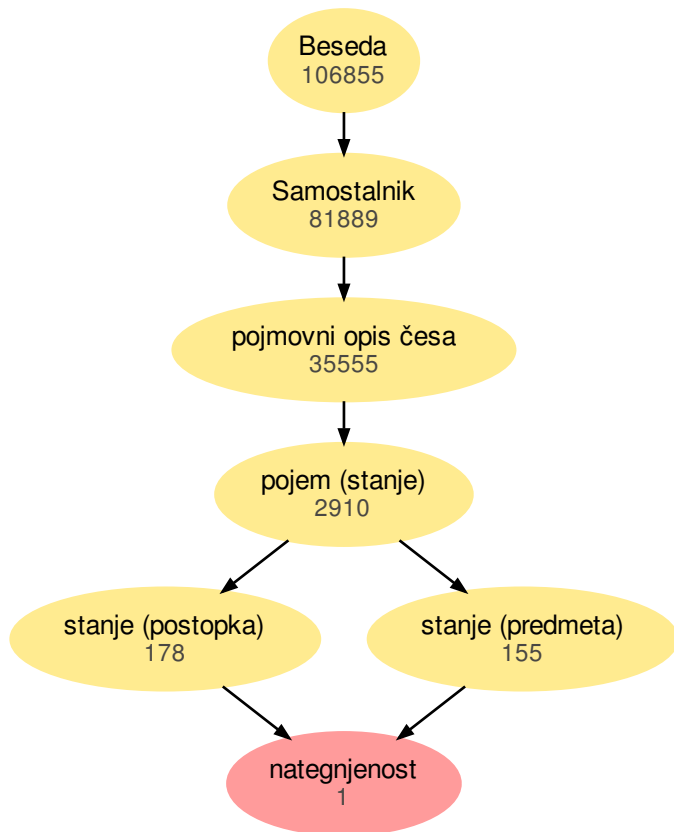 Beseda
106855
Samostalnik
81889
pojmovni opis česa
35555
pojem (stanje)
2910
stanje (postopka)
178
stanje (predmeta)
155
nategnjenost
1